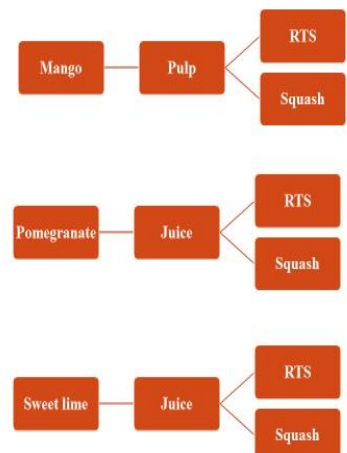 RTS
Mango
Pulp
Squash
RTS
Pomegranate
Juice
Squash
RTS
Sweet lime
Juice
Squash